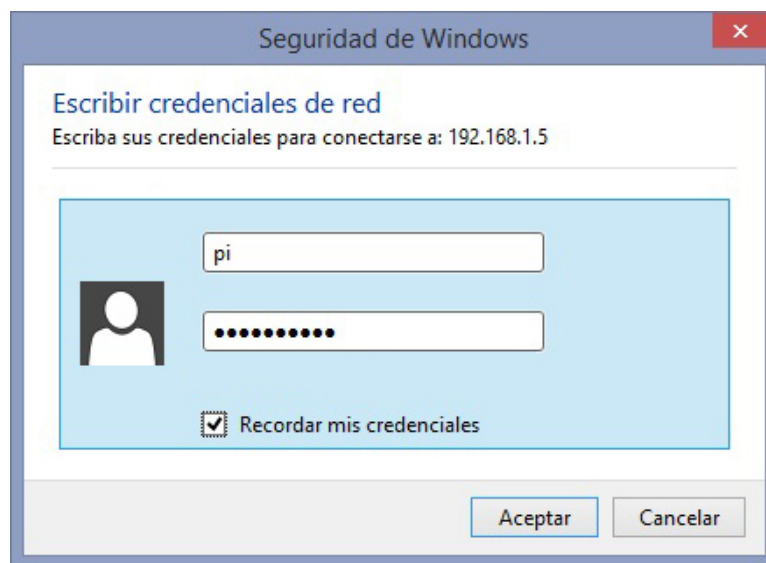 Seguridad de Windows
Escribir credenciales de red
Escriba sus credenciales para conectarse a: 192.168.1.5
pi
••••••••••
Recordar mis credenciales
Aceptar
Cancelar